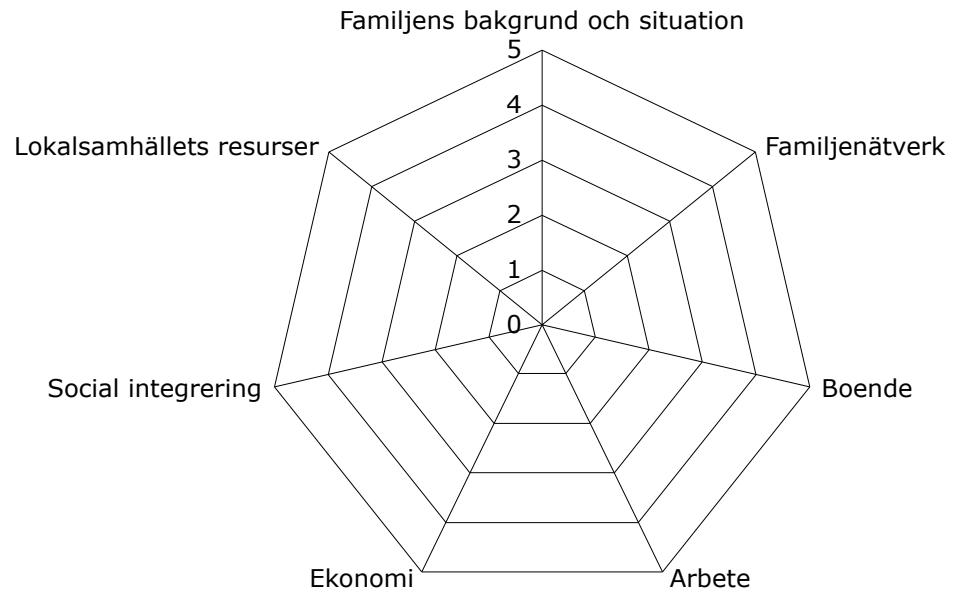 Familjens bakgrund och situation
5
4
Lokalsamhällets resurser
Familjenätverk
3
2
1
0
Social integrering
Boende
Ekonomi
Arbete